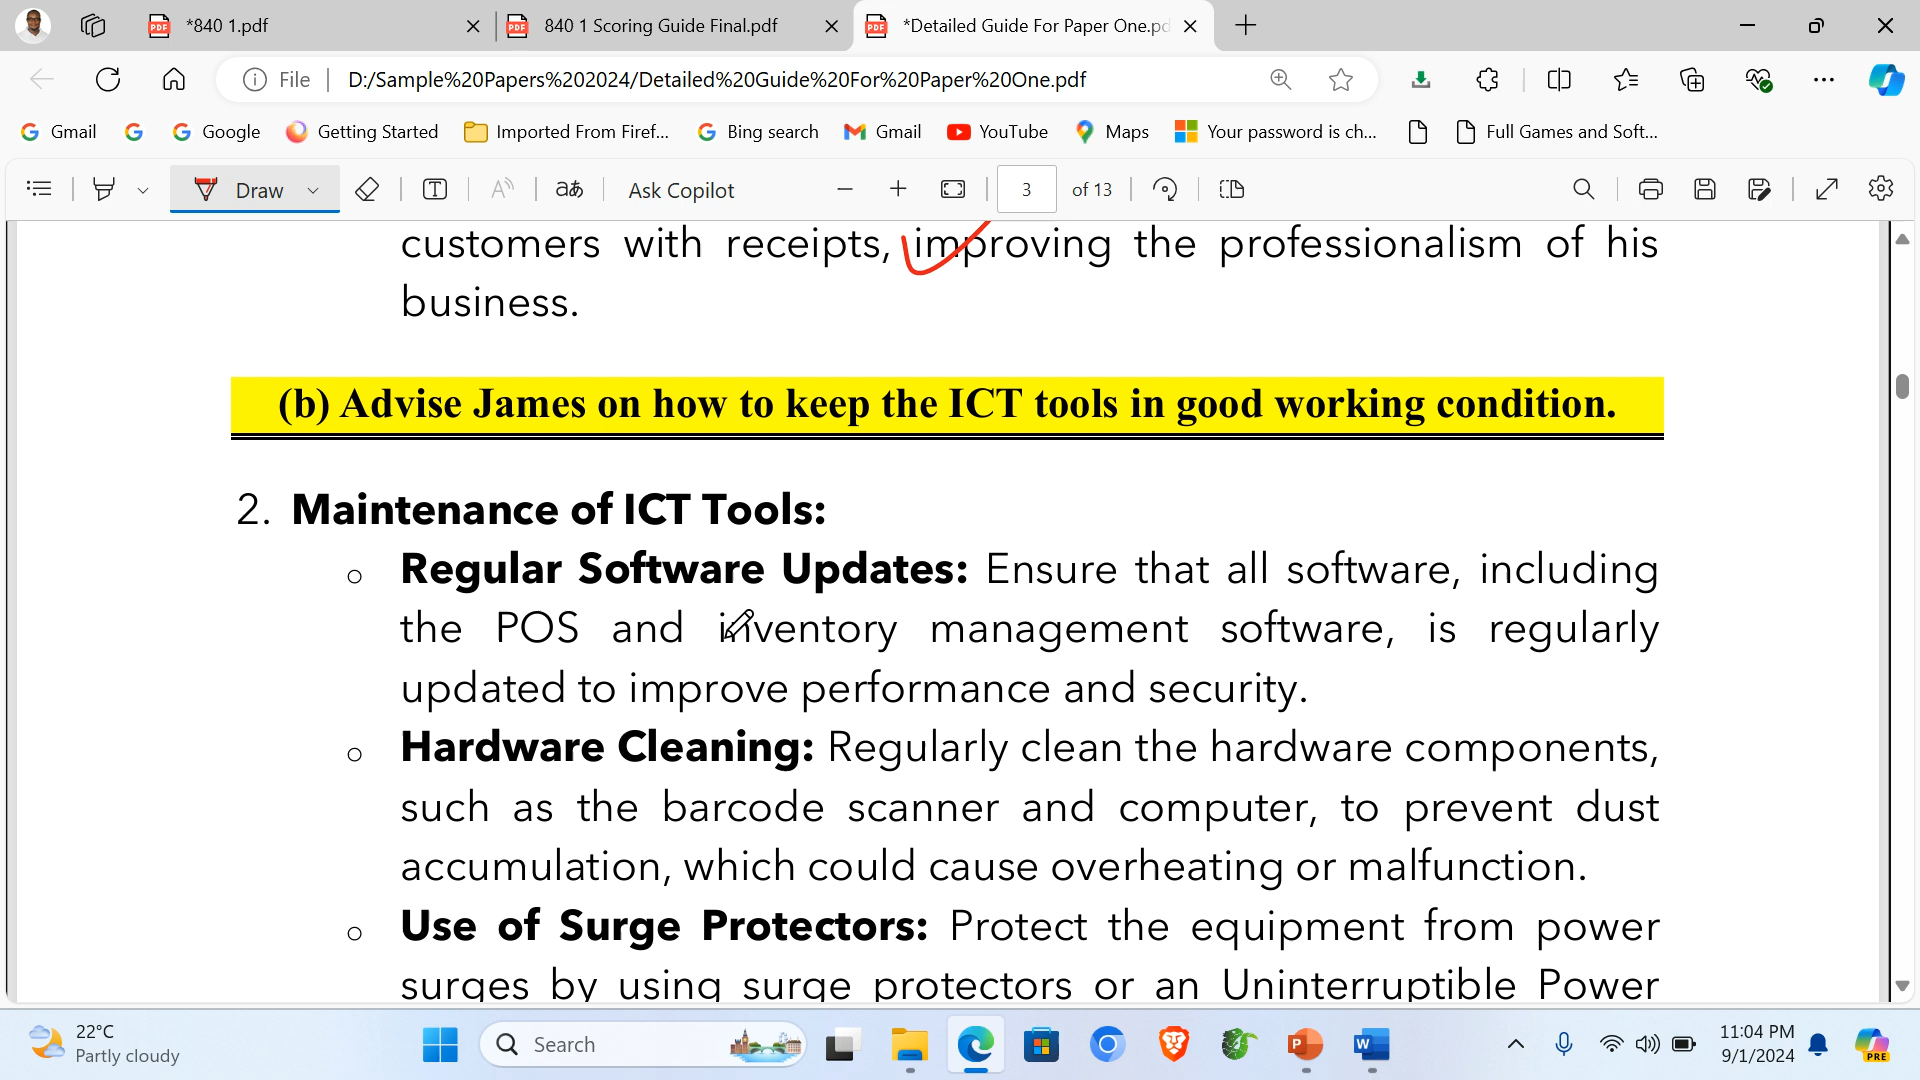 *840 1.pdf
840 1 Scoring Guide Final.pdf
*Detailed Guide For Paper One.pd
File
D:/Sample%20Papers%202024/Detailed%20Guide%20For%20Paper%20One.pdf
Gmail
Google
Getting Started
Imported From Firef...
Bing search
Gmail
YouTube
Maps
Your password is ch...
Full Games and Soft...
Draw
Ask Copilot
3 of 13
customers with receipts, improving the professionalism of his
business.
(b) Advise James on how to keep the ICT tools in good working condition.
2. Maintenance of ICT Tools:
o Regular Software Updates: Ensure that all software, including
the POS and inventory management software, is regularly
updated to improve performance and security.
o Hardware Cleaning: Regularly clean the hardware components,
such as the barcode scanner and computer, to prevent dust
accumulation, which could cause overheating or malfunction.
o Use of Surge Protectors: Protect the equipment from power
surges by using surge protectors or an Uninterruptible Power
22°C
Partly cloudy
Search
11:04 PM
9/1/2024